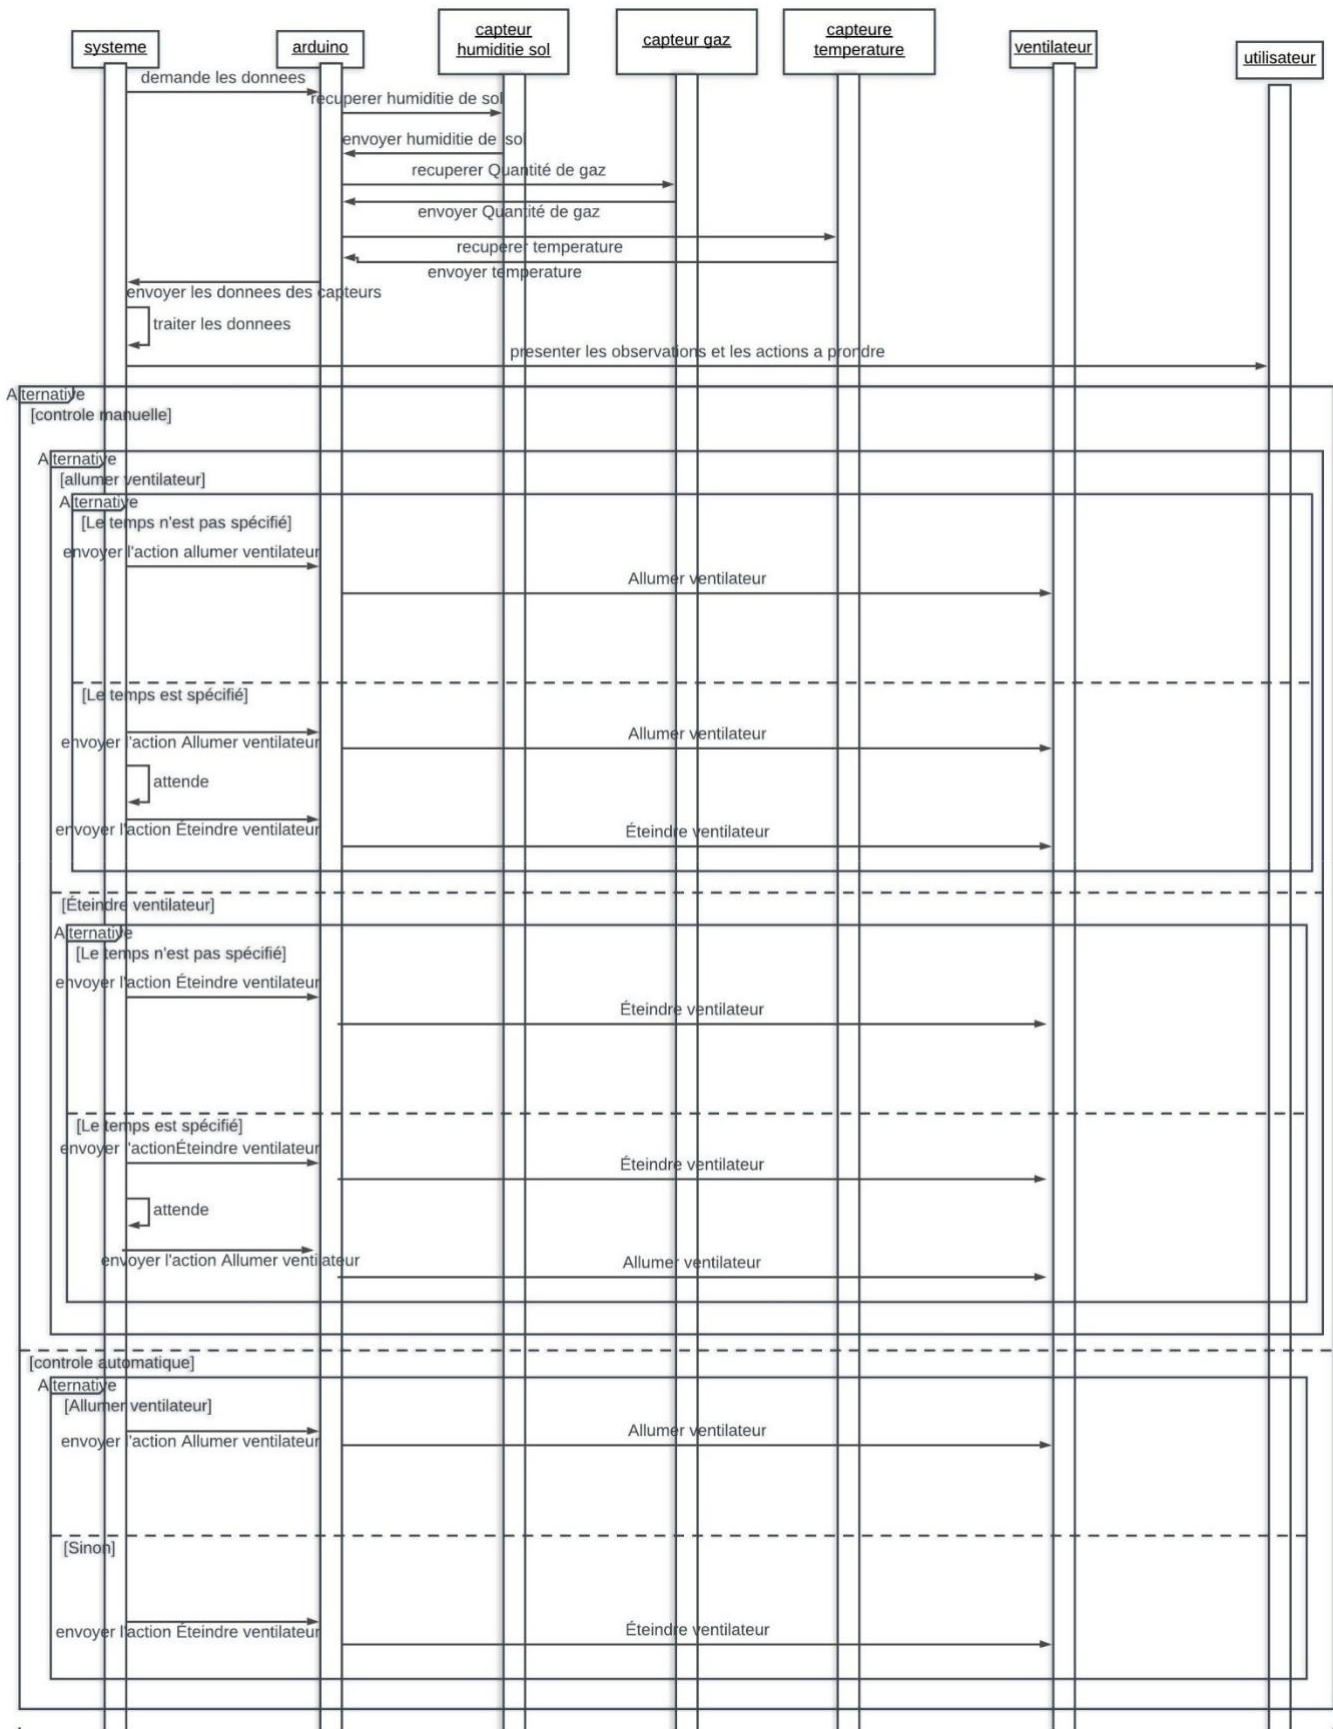 systeme
arduino
capteur
humiditie sol
capteur gaz
capteure
temperature
ventilateur
utilisateur
demande les donnees
recuperer humiditie de sol
envoyer humiditie de sol
recuperer Quantité de gaz
envoyer Quantité de gaz
recuperer temperature
envoyer temperature
envoyer les donnees des capteurs
traiter les donnees
presenter les observations et les actions a prondre
Alternative
[controle manuelle]
Alternative
[allumer ventilateur]
Alternative
[Le temps n'est pas spécifié]
envoyer l'action allumer ventilateur
Allumer ventilateur
[Le temps est spécifié]
envoyer l'action Allumer ventilateur
Allumer ventilateur
attende
envoyer l'action Éteindre ventilateur
Éteindre ventilateur
[Éteindre ventilateur]
Alternative
[Le temps n'est pas spécifié]
envoyer l'action Éteindre ventilateur
Éteindre ventilateur
[Le temps est spécifié]
envoyer l'actionÉteindre ventilateur
Éteindre ventilateur
attende
envoyer l'action Allumer ventilateur
Allumer ventilateur
[controle automatique]
Alternative
[Allumer ventilateur]
envoyer l'action Allumer ventilateur
Allumer ventilateur
[Sinon]
envoyer l'action Éteindre ventilateur
Éteindre ventilateur